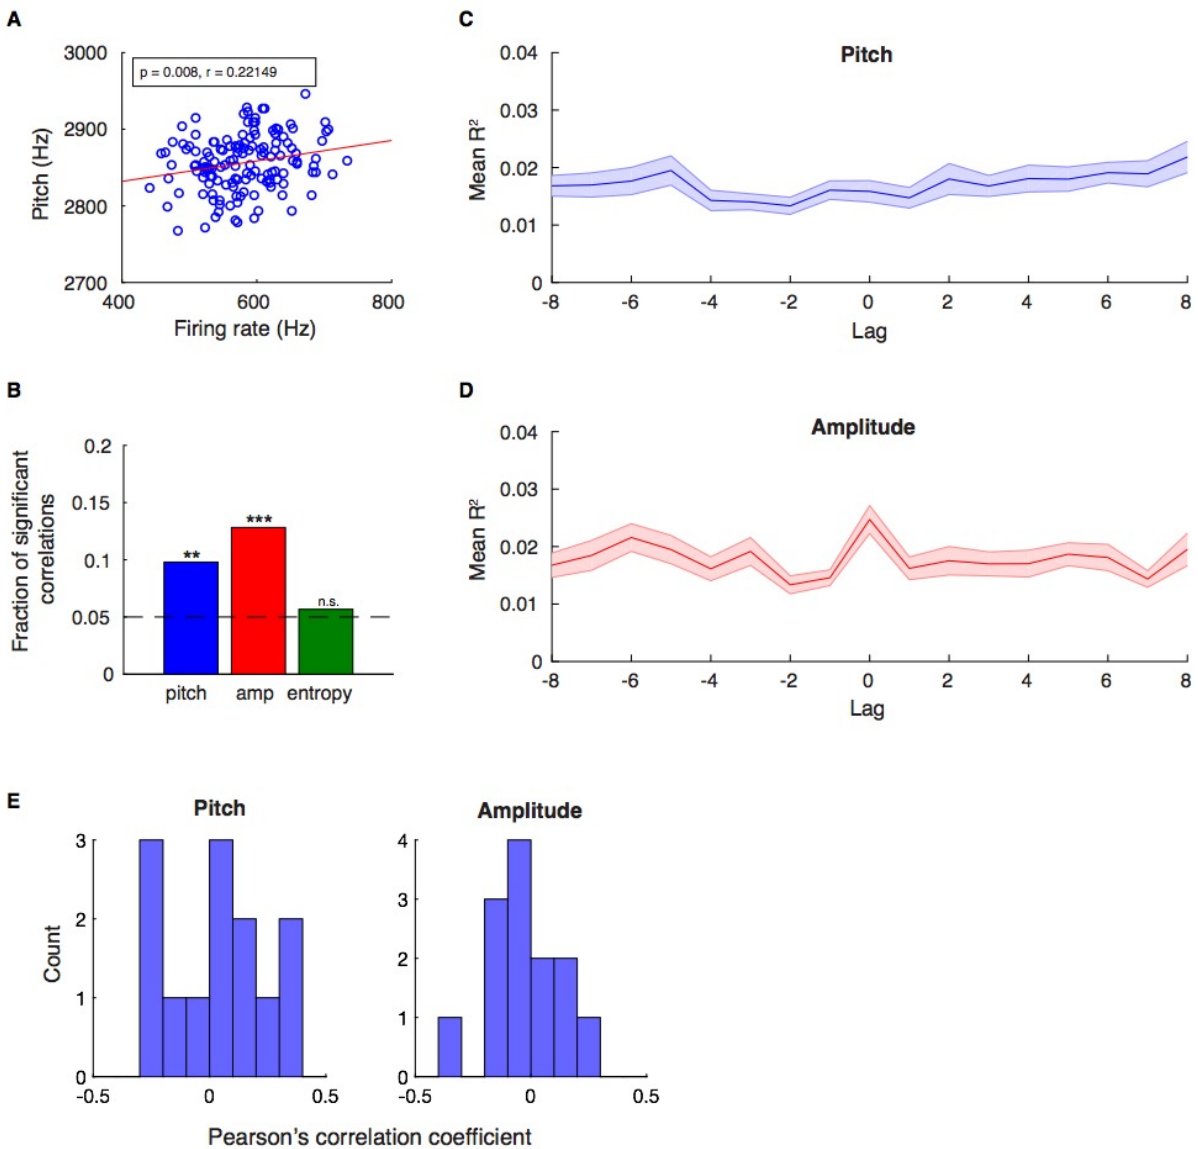 A
3000
2900
2800
2700
p = 0.008, r = 0.22149
Pitch (Hz)
400
600
800
Firing rate (Hz)
C
Pitch
0.04
0.03
0.02
0.01
0
Mean R²
-8
-6
-4
-2
0
2
4
6
8
Lag
B
0.2
0.15
0.1
0.05
0
Fraction of significant
correlations
**
***
n.s.
pitch
amp
entropy
D
Amplitude
0.04
0.03
0.02
0.01
0
Mean R²
-8
-6
-4
-2
0
2
4
6
8
Lag
E
Pitch
3
2
1
0
Count
-0.5
0
0.5
Amplitude
4
3
2
1
0
-0.5
0
0.5
Pearson's correlation coefficient